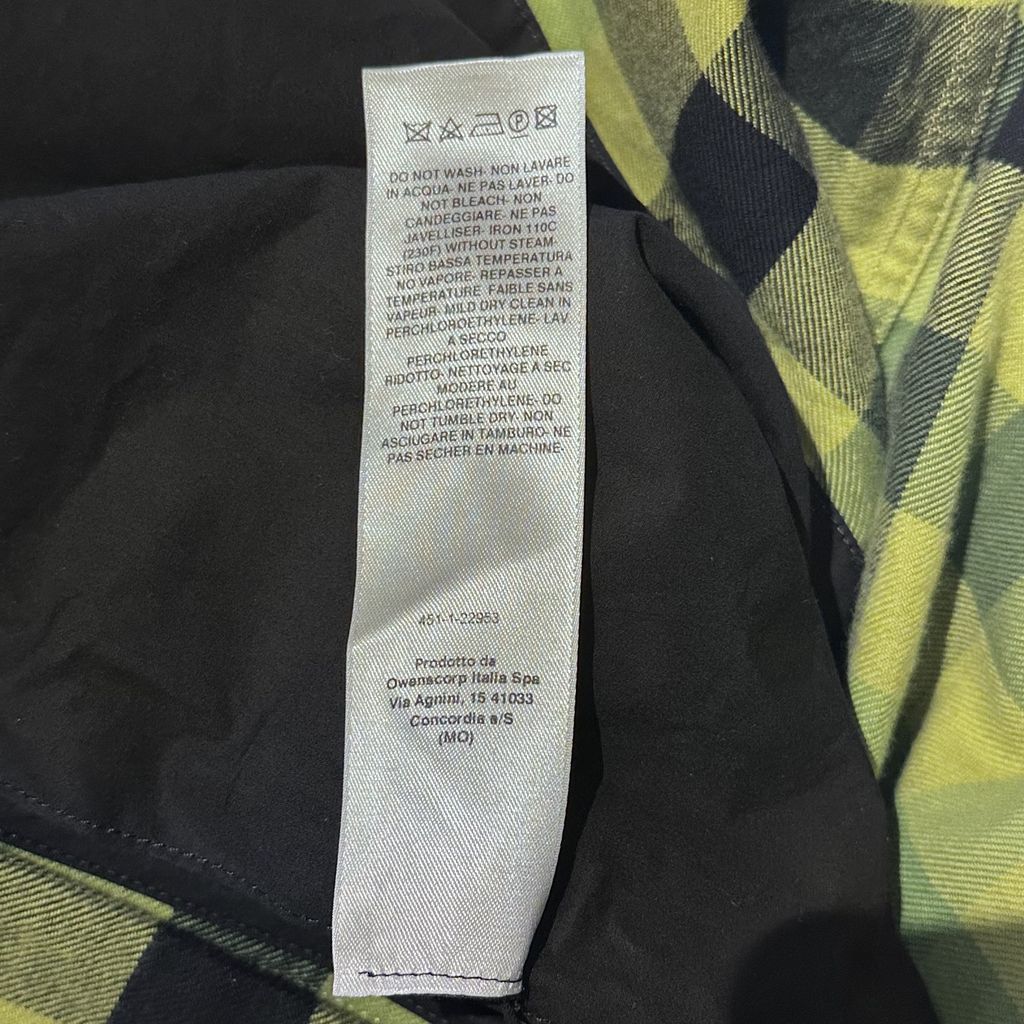 P
DO NOT WASH- NON LAVARE
IN ACQUA- NE PAS LAVER- DO
NOT BLEACH- NON
CANDEGGIARE- NE PAS
JAVELLISER- IRON 110C
(230F) WITHOUT STEAM-
STIRO BASSA TEMPERATURA
NO VAPORE- REPASSER A
TEMPERATURE FAIBLE SANS
VAPEUR- MILD DRY CLEAN IN
PERCHLOROETHYLENE- LAV
A SECCO
PERCHLORETHYLENE
RIDOTTO- NETTOYAGE A SEC
MODERE AU
PERCHLORETHYLENE- DO
NOT TUMBLE DRY- NON
ASCIUGARE IN TAMBURO- NE
PAS SECHER EN MACHINE-
451-1-22953
Prodotto da
Owenscorp Italia Spa
Via Agnini, 15 41033
Concordia s/S
(MO)